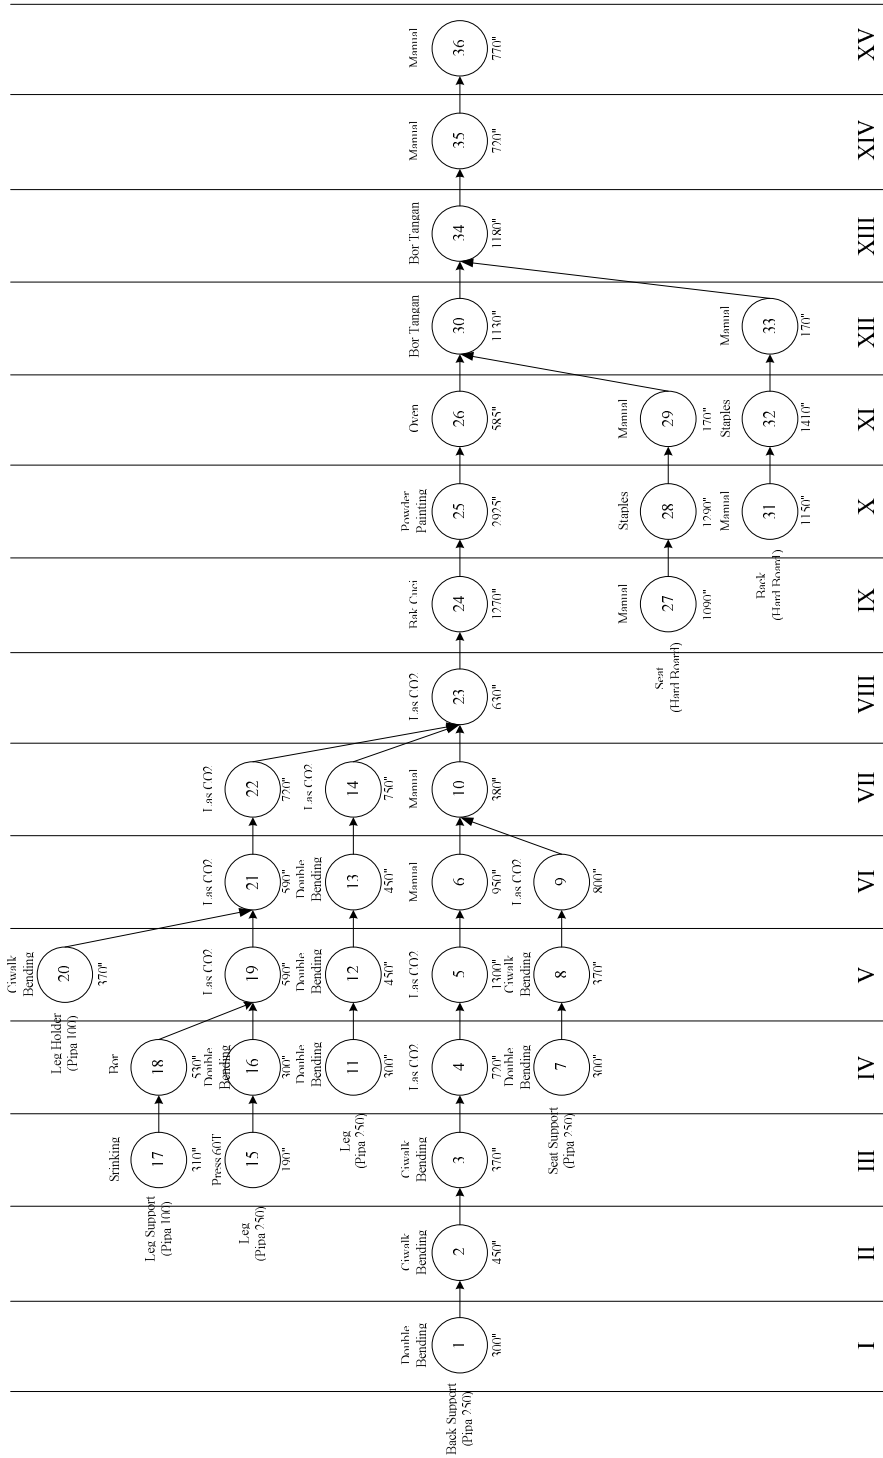 Ciwalk
Bending
20
370"
Leg Holder
(Pipa 100)
Srinking
17
310"
Leg Support
(Pipa 100)
Bor
18
530"
Press 60T
15
190"
Leg
(Pipa 250)
Double
Bending
16
300"
Las CO2
19
590"
Las CO2
21
590"
Las CO2
22
720"
Double
Bending
11
300"
Leg
(Pipa 250)
Double
Bending
12
450"
Double
Bending
13
450"
Las CO2
14
750"
Double
Bending
1
300"
Back Support
(Pipa 250)
Ciwalk
Bending
2
450"
Ciwalk
Bending
3
370"
Las CO2
4
720"
Las CO2
5
1300"
Manual
6
950"
Manual
10
380"
Las CO2
23
630"
Bak Cuci
24
1270"
Powder
Painting
25
2925"
Oven
26
585"
Bor Tangan
30
1130"
Bor Tangan
34
1180"
Manual
35
720"
Manual
36
770"
Double
Bending
7
300"
Seat Support
(Pipa 250)
Ciwalk
Bending
8
370"
Las CO2
9
800"
Manual
27
1090"
Seat
(Hard Board)
Staples
28
1290"
Manual
29
170"
Manual
31
1150"
Back
(Hard Board)
Staples
32
1410"
Manual
33
170"
I
II
III
IV
V
VI
VII
VIII
IX
X
XI
XII
XIII
XIV
XV